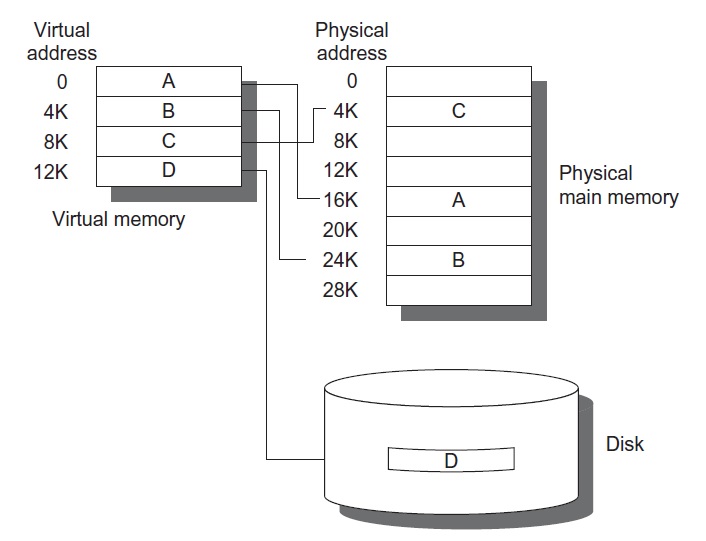 Virtual
address
0
4K
8K
12K
A
B
C
D
Virtual memory
Physical
address
0
4K
8K
12K
16K
20K
24K
28K
C
A
B
Physical
main memory
D
Disk